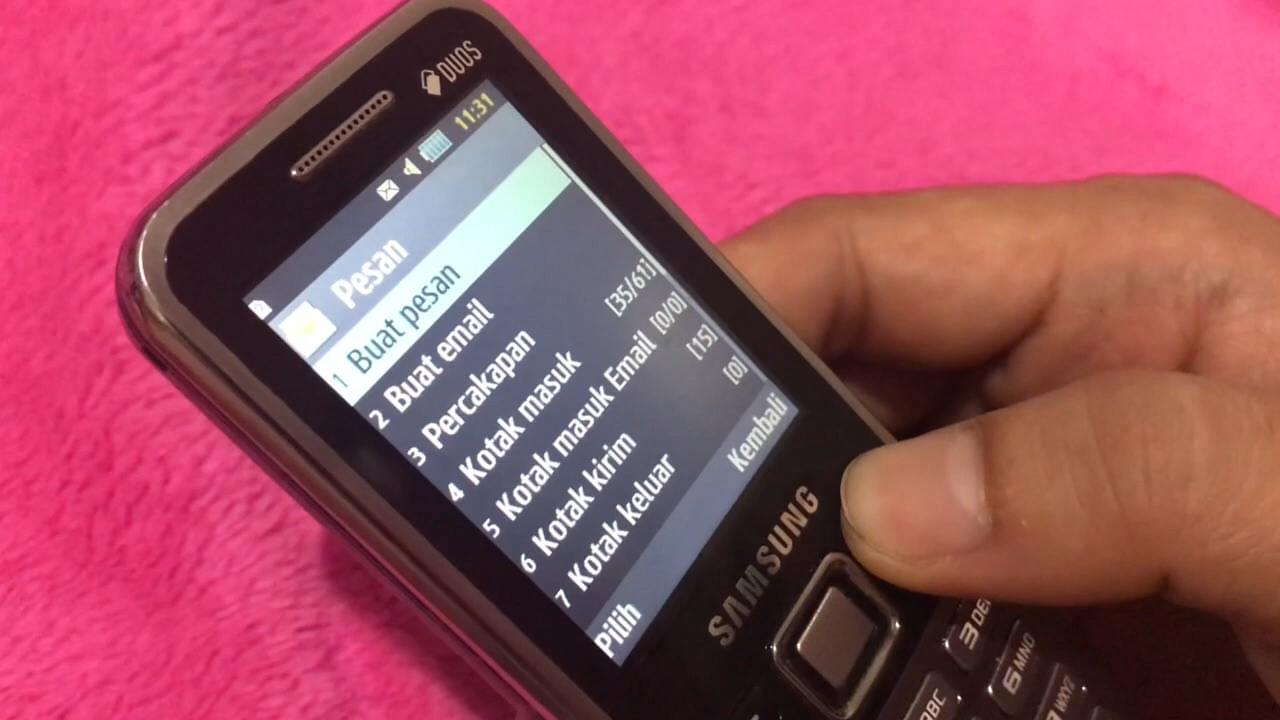 DUOS
11:31
Pesan
1 Buat pesan
2 Buat email
3 Percakapan
4 Kotak masuk [35/61]
5 Kotak masuk Email [0/0]
6 Kotak kirim [15]
7 Kotak keluar [0]
Pilih Kembali
SAMSUNG
3 DEF
6 MNO
WXYZ